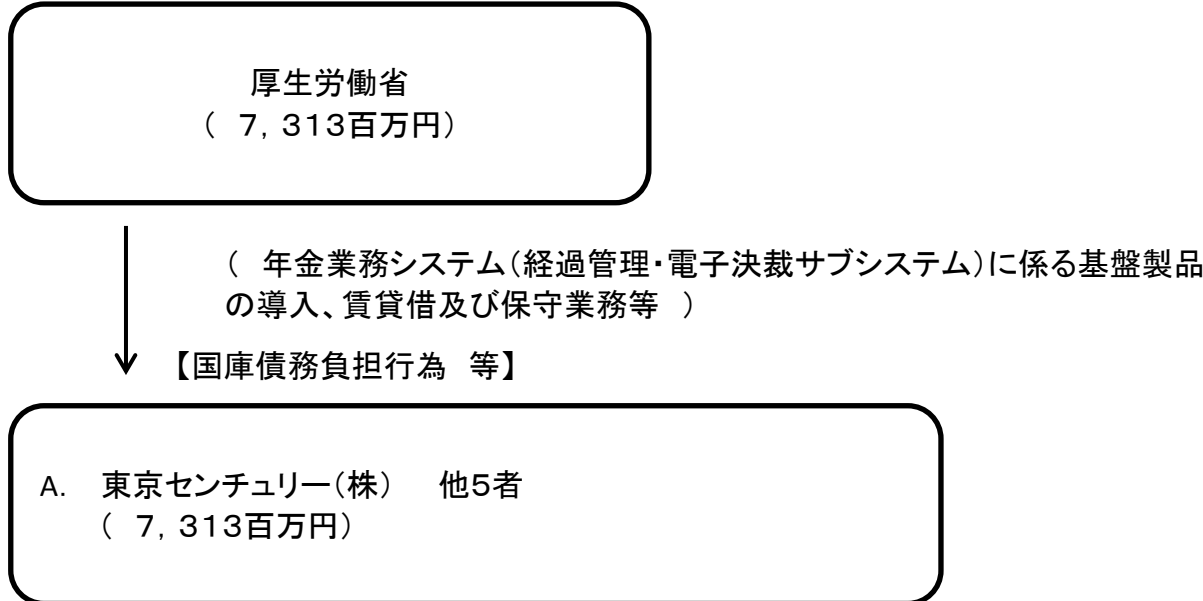 厚生労働省
(　7，313百万円）
(　年金業務システム（経過管理・電子決裁サブシステム）に係る基盤製品
の導入、賃貸借及び保守業務等　）
【国庫債務負担行為　等】
A.　東京センチュリー（株）　他5者
(　7，313百万円）